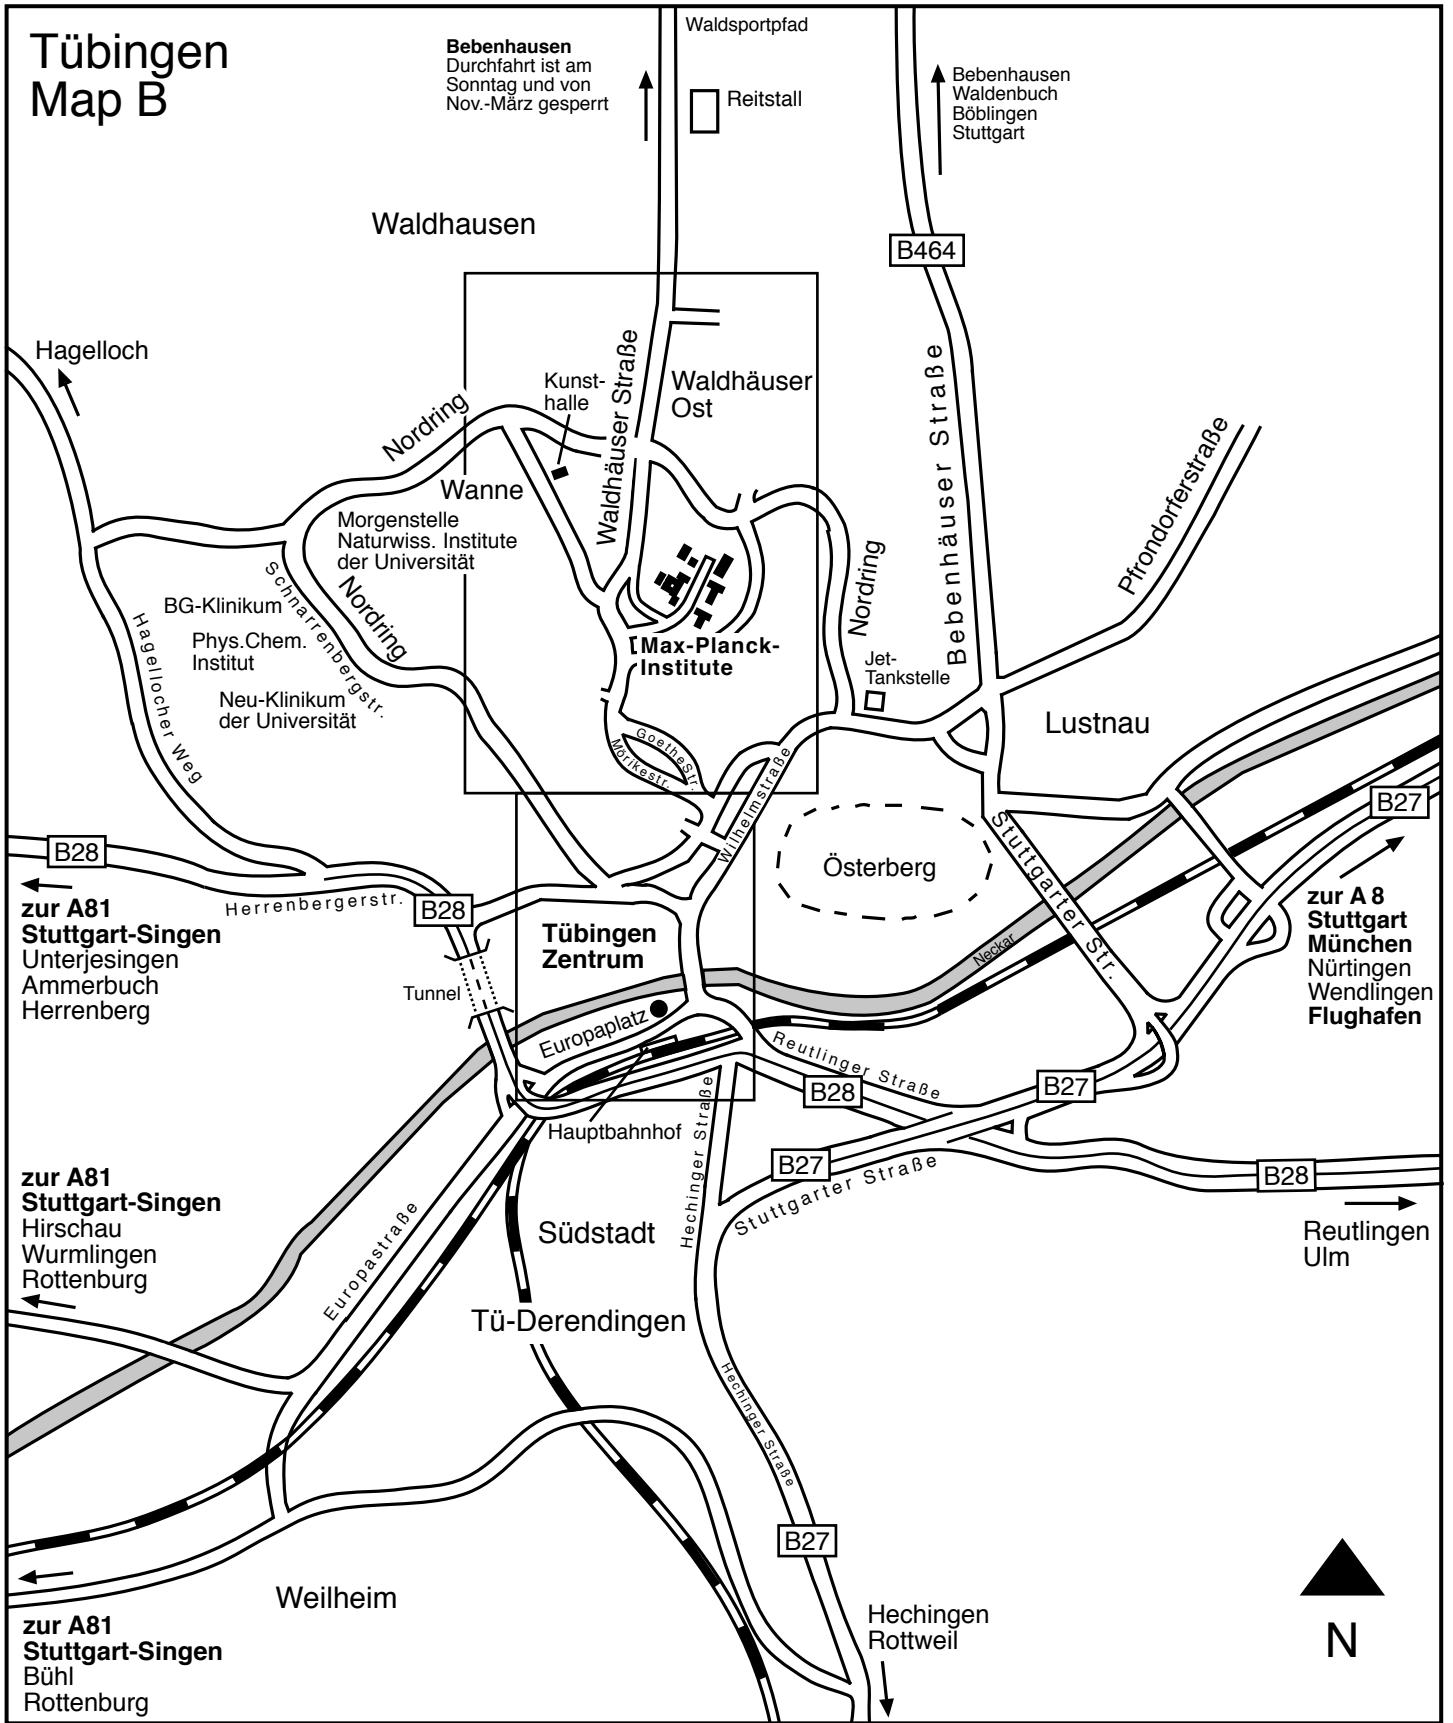 Tübingen
Map B
Bebenhausen
Durchfahrt ist am
Sonntag und von
Nov.-März gesperrt
Waldsportpfad
Reitstall
Bebenhausen
Waldenbuch
Böblingen
Stuttgart
Waldhausen
B464
Hagelloch
Nordring
Kunst-
halle
Waldhäuser Straße
Waldhäuser
Ost
Bebenhäuser Straße
Pfrondorferstraße
Wanne
Morgenstelle
Naturwiss. Institute
der Universität
Schnarrenbergstr.
Nordring
Nordring
BG-Klinikum
Phys.Chem.
Institut
Neu-Klinikum
der Universität
Hagellocher Weg
Max-Planck-
Institute
Jet-
Tankstelle
Lustnau
GoetheStr.
Mörikestr.
Wilhelmstraße
B27
B28
Österberg
Stuttgarter Str.
zur A81
Stuttgart-Singen
Unterjesingen
Ammerbuch
Herrenberg
Herrenbergerstr.
B28
zur A 8
Stuttgart
München
Nürtingen
Wendlingen
Flughafen
Tübingen
Zentrum
Neckar
Tunnel
Europaplatz
Reutlinger Straße
B28
B27
Hauptbahnhof
Hechinger Straße
B27
Stuttgarter Straße
B28
Reutlingen
Ulm
zur A81
Stuttgart-Singen
Hirschau
Wurmlingen
Rottenburg
Europastraße
Südstadt
Tü-Derendingen
Hechinger Straße
B27
Weilheim
Hechingen
Rottweil
N
zur A81
Stuttgart-Singen
Bühl
Rottenburg